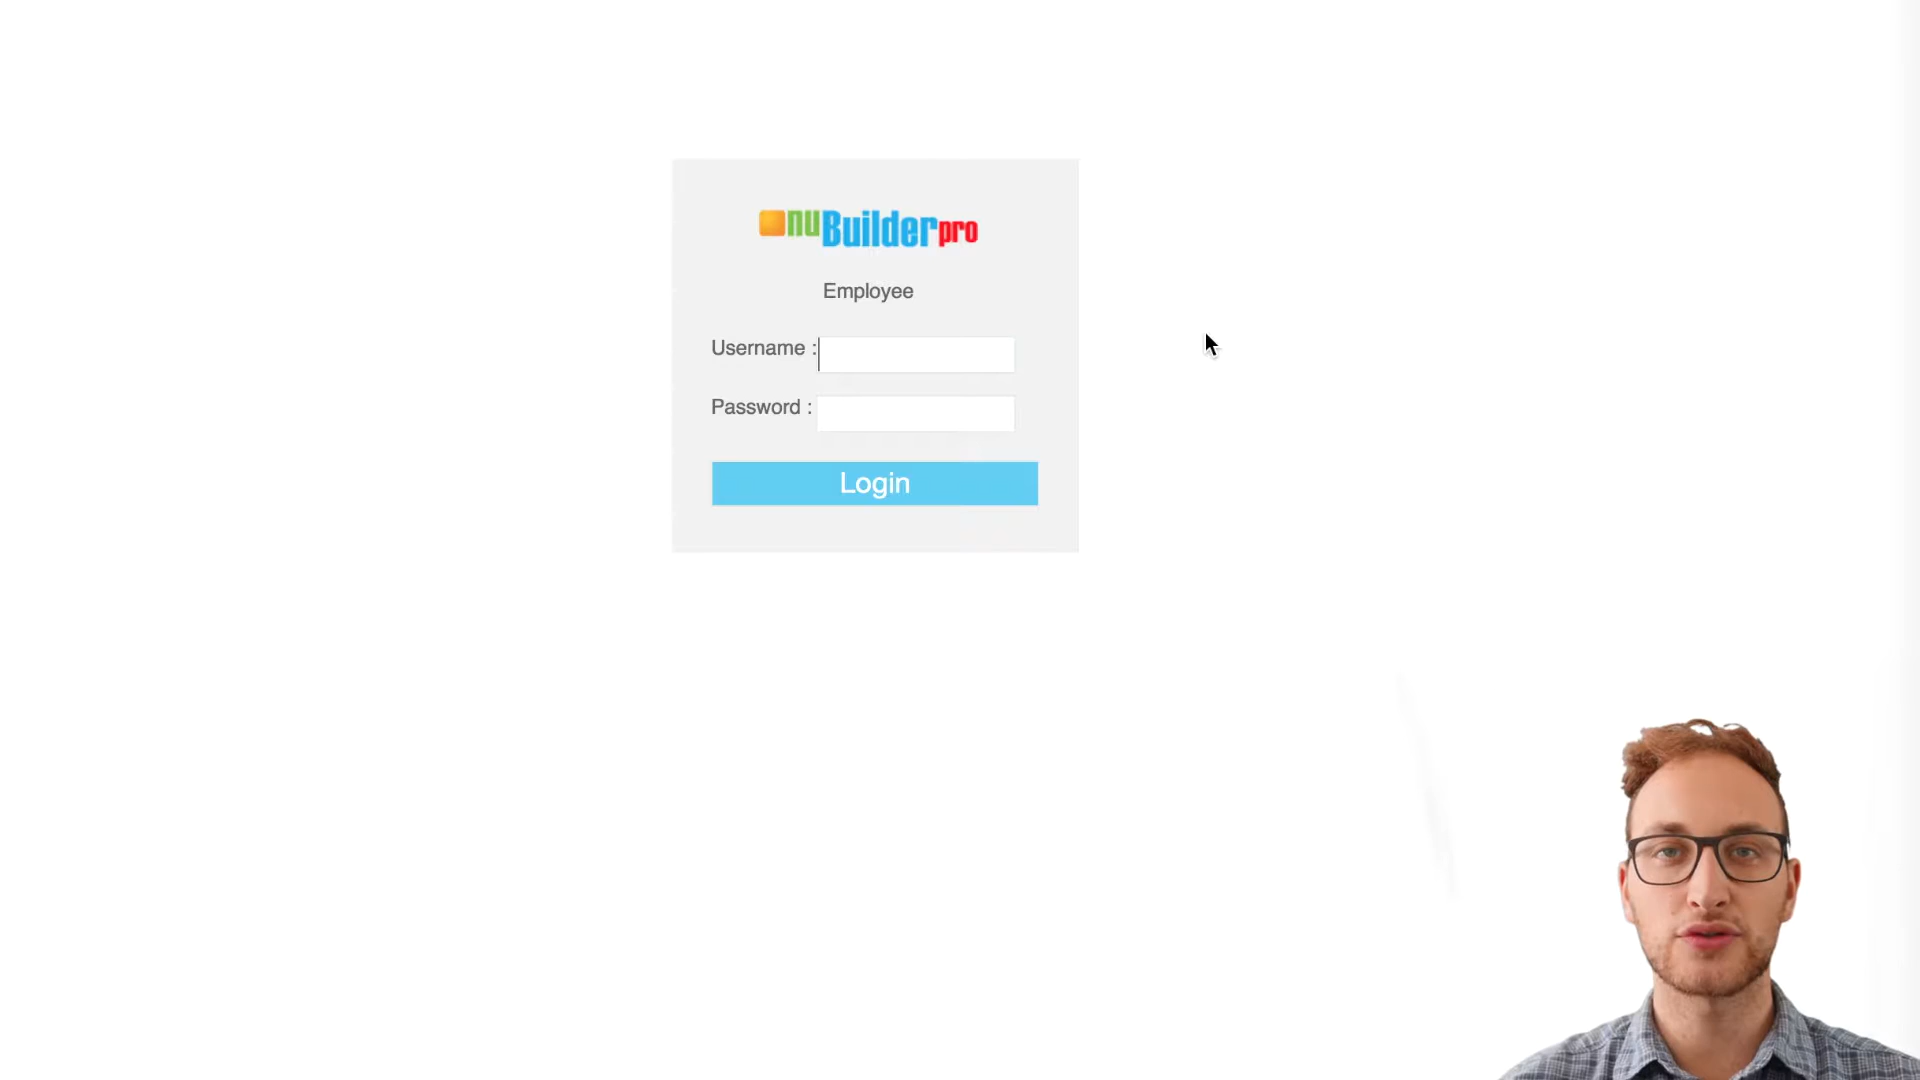 nuBuilderpro
Employee
Username :
Password :
Login